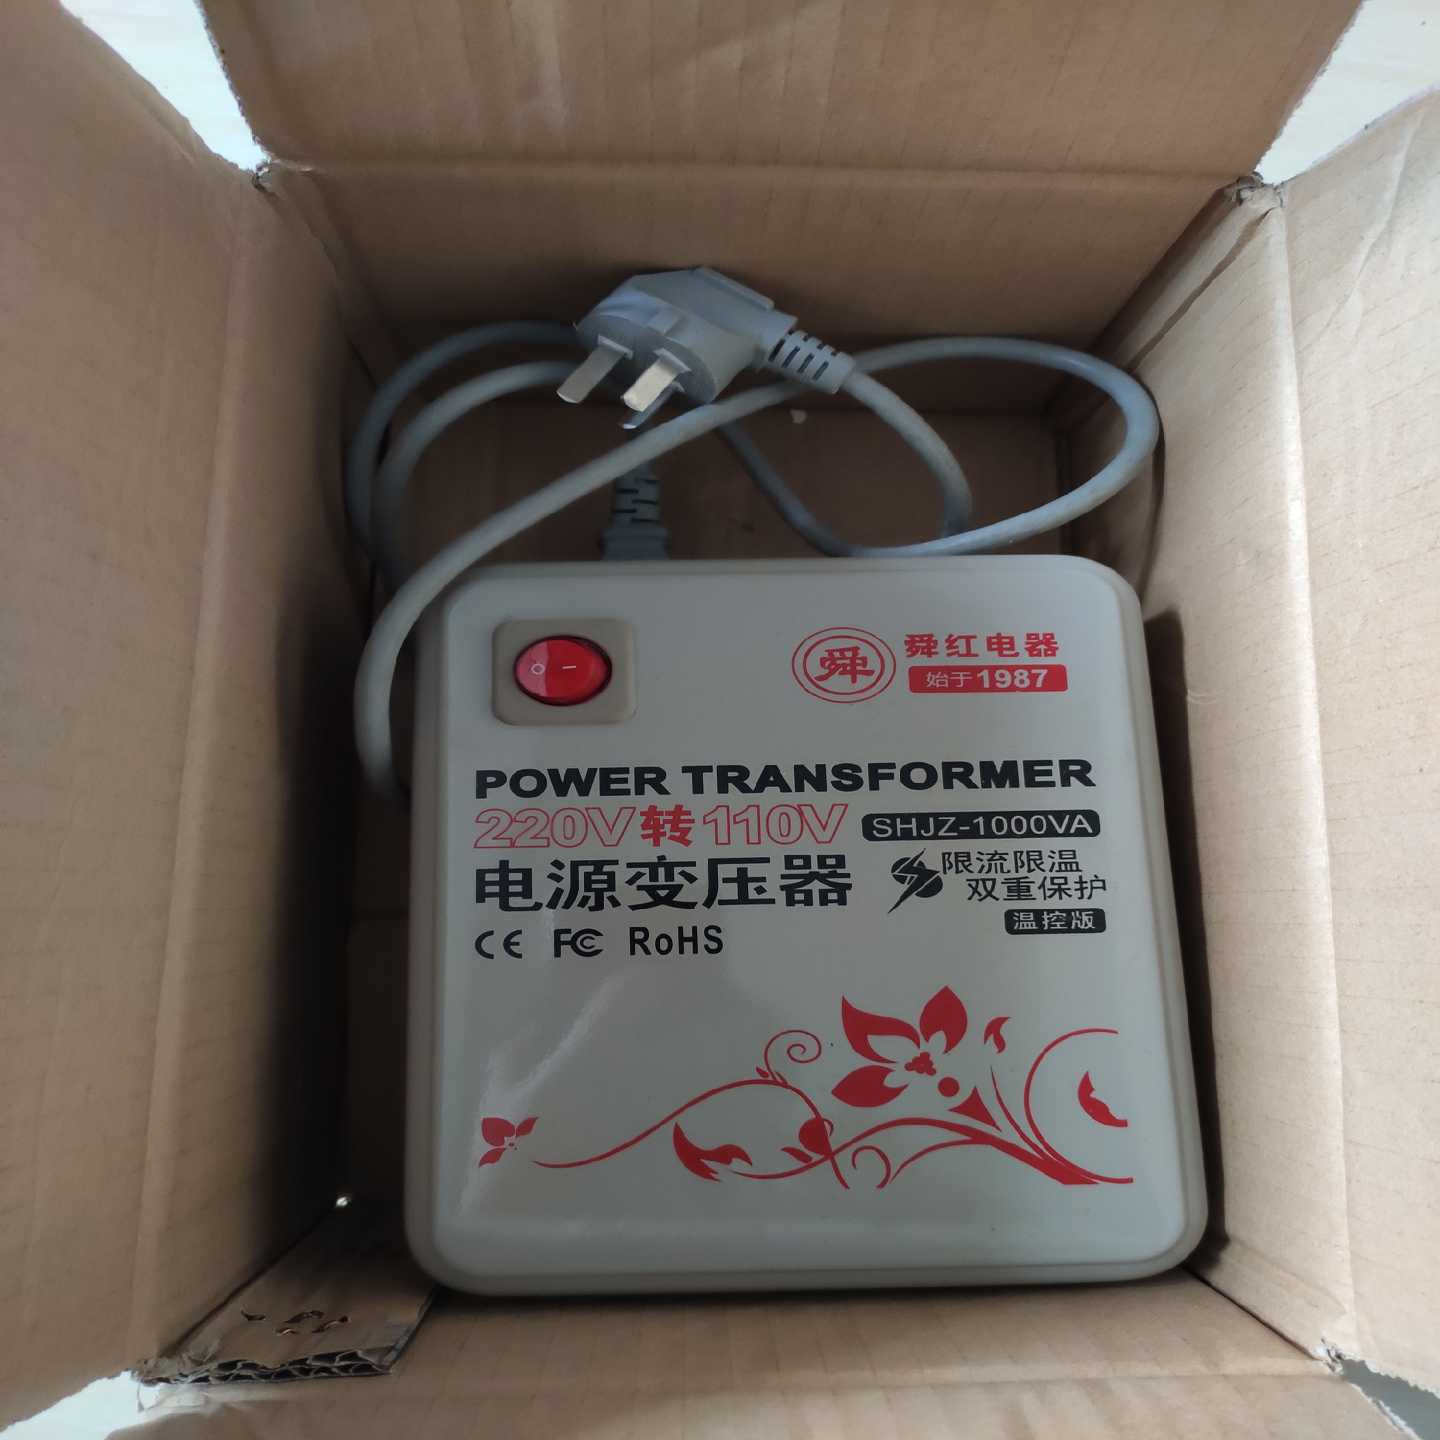 舜
舜红电器
始于1987
POWER TRANSFORMER
220V转110V
SHJZ-1000VA
电源变压器
限流限温
双重保护
温控版
CE FC RoHS